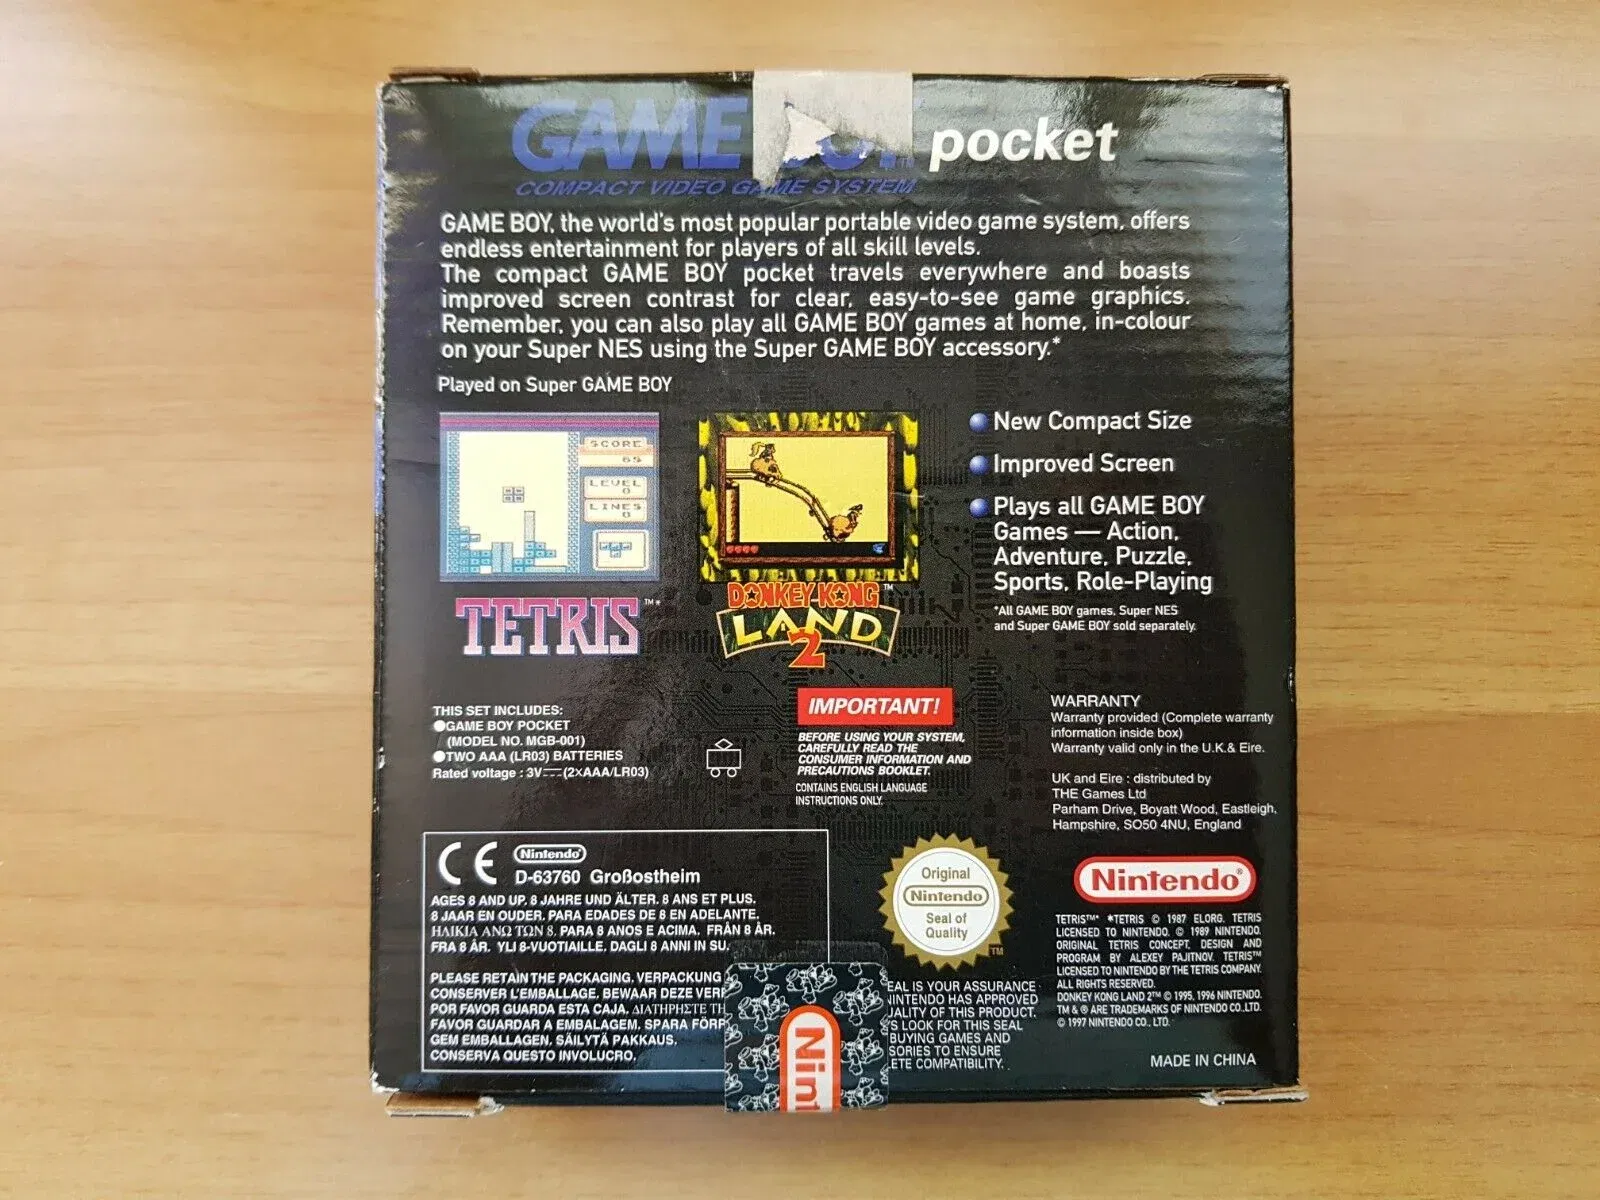 GAME pocket
COMPACT VIDEO GAME SYSTEM
GAME BOY, the world's most popular portable video game system, offers
endless entertainment for players of all skill levels.
The compact GAME BOY pocket travels everywhere and boasts
improved screen contrast for clear, easy-to-see game graphics.
Remember, you can also play all GAME BOY games at home, in-colour
on your Super NES using the Super GAME BOY accessory.*
Played on Super GAME BOY
SCORE
69
LEVEL
0
LINES
8
TETRIS™*
DONKEY KONG™
LAND
2
New Compact Size
Improved Screen
Plays all GAME BOY
Games — Action,
Adventure, Puzzle,
Sports, Role-Playing
*All GAME BOY games, Super NES
and Super GAME BOY sold separately.
THIS SET INCLUDES:
●GAME BOY POCKET
(MODEL NO. MGB-001)
●TWO AAA (LR03) BATTERIES
Rated voltage : 3V⎓(2xAAA/LR03)
IMPORTANT!
BEFORE USING YOUR SYSTEM,
CAREFULLY READ THE
CONSUMER INFORMATION AND
PRECAUTIONS BOOKLET.
CONTAINS ENGLISH LANGUAGE
INSTRUCTIONS ONLY.
WARRANTY
Warranty provided (Complete warranty
information inside box)
Warranty valid only in the U.K.& Eire.
UK and Eire : distributed by
THE Games Ltd
Parham Drive, Boyatt Wood, Eastleigh,
Hampshire, SO50 4NU, England
CE Nintendo
D-63760 Großostheim
AGES 8 AND UP. 8 JAHRE UND ÄLTER. 8 ANS ET PLUS.
8 JAAR EN OUDER. PARA EDADES DE 8 EN ADELANTE.
ΗΛΙΚΙΑ ΑΝΩ ΤΩΝ 8. PARA 8 ANOS E ACIMA. FRÅN 8 ÅR.
FRA 8 ÅR. YLI 8-VUOTIAILLE. DAGLI 8 ANNI IN SU.
PLEASE RETAIN THE PACKAGING. VERPACKUNG
CONSERVER L'EMBALLAGE. BEWAAR DEZE
POR FAVOR GUARDA ESTA CAJA. ΔΙΑΤΗΡΗΣΤΕ
FAVOR GUARDAR A EMBALAGEM. SPARA
GEM EMBALLAGEN. SÄILYTÄ PAKKAUS.
CONSERVA QUESTO INVOLUCRO.
Original
Nintendo
Seal of
Quality
TM
IS YOUR ASSURANCE
NINTENDO HAS APPROVED
OF THIS PRODUCT.
LOOK FOR THIS SEAL
BUYING GAMES AND
TO ENSURE
COMPATIBILITY.
Nin
Nintendo®
TETRIS™* *TETRIS © 1987 ELORG. TETRIS
LICENSED TO NINTENDO. © 1989 NINTENDO.
ORIGINAL TETRIS CONCEPT, DESIGN AND
PROGRAM BY ALEXEY PAJITNOV. TETRIS™
LICENSED TO NINTENDO BY THE TETRIS COMPANY.
ALL RIGHTS RESERVED.
DONKEY KONG LAND 2™ © 1995, 1996 NINTENDO.
TM & ® ARE TRADEMARKS OF NINTENDO CO.,LTD.
© 1997 NINTENDO CO., LTD.
MADE IN CHINA